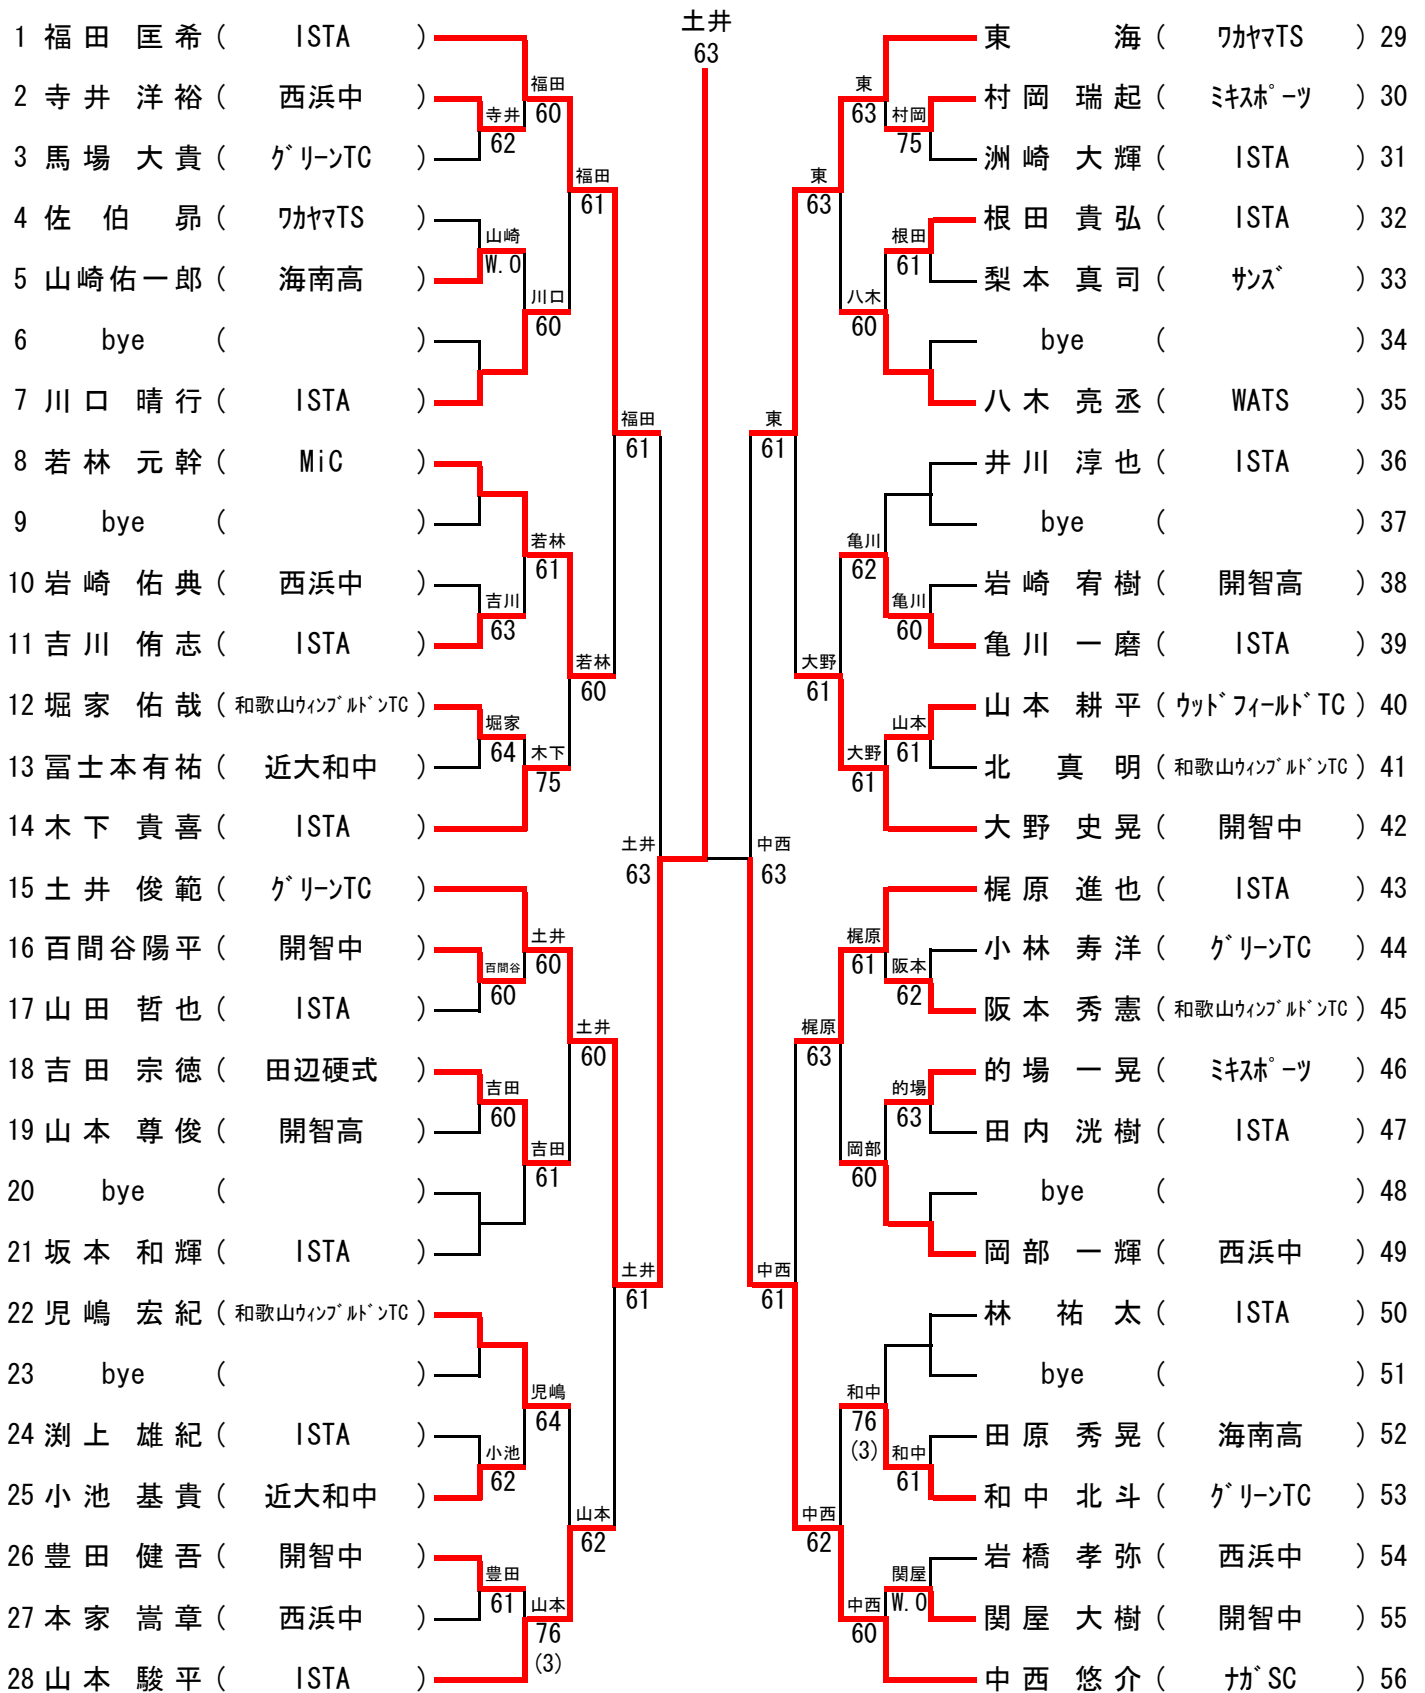 土井
63
1 福田 匡希 ( ISTA )
2 寺井 洋裕 ( 西浜中 )
3 馬場 大貴 ( グリーンTC )
4 佐伯 昴 ( ワカヤマTS )
5 山崎佑一郎 ( 海南高 )
6 bye ( )
7 川口 晴行 ( ISTA )
8 若林 元幹 ( MiC )
9 bye ( )
10 岩崎 佑典 ( 西浜中 )
11 吉川 侑志 ( ISTA )
12 堀家 佑哉 ( 和歌山ウィンブルドンTC )
13 冨士本有祐 ( 近大和中 )
14 木下 貴喜 ( ISTA )
15 土井 俊範 ( グリーンTC )
16 百間谷陽平 ( 開智中 )
17 山田 哲也 ( ISTA )
18 吉田 宗徳 ( 田辺硬式 )
19 山本 尊俊 ( 開智高 )
20 bye ( )
21 坂本 和輝 ( ISTA )
22 児嶋 宏紀 ( 和歌山ウィンブルドンTC )
23 bye ( )
24 渕上 雄紀 ( ISTA )
25 小池 基貴 ( 近大和中 )
26 豊田 健吾 ( 開智中 )
27 本家 嵩章 ( 西浜中 )
28 山本 駿平 ( ISTA )
寺井
62
山崎
W.O
吉川
63
堀家
64
百間谷
60
吉田
60
小池
62
豊田
61
福田
60
川口
60
若林
61
木下
75
土井
60
吉田
61
児嶋
64
山本
76
(3)
福田
61
若林
60
土井
60
山本
62
福田
61
土井
61
土井
63
中西
63
東
61
中西
61
東
63
大野
61
梶原
63
中西
62
東
63
八木
60
亀川
62
大野
61
梶原
61
岡部
60
和中
76
(3)
中西
60
村岡
75
根田
61
亀川
60
山本
61
阪本
62
的場
63
和中
61
関屋
W.O
東 海 ( ワカヤマTS ) 29
村岡 瑞起 ( ミキスポーツ ) 30
洲崎 大輝 ( ISTA ) 31
根田 貴弘 ( ISTA ) 32
梨本 真司 ( サンズ ) 33
bye ( ) 34
八木 亮丞 ( WATS ) 35
井川 淳也 ( ISTA ) 36
bye ( ) 37
岩崎 宥樹 ( 開智高 ) 38
亀川 一磨 ( ISTA ) 39
山本 耕平 ( ウッドフィールドTC ) 40
北 真明 ( 和歌山ウィンブルドンTC ) 41
大野 史晃 ( 開智中 ) 42
梶原 進也 ( ISTA ) 43
小林 寿洋 ( グリーンTC ) 44
阪本 秀憲 ( 和歌山ウィンブルドンTC ) 45
的場 一晃 ( ミキスポーツ ) 46
田内 洸樹 ( ISTA ) 47
bye ( ) 48
岡部 一輝 ( 西浜中 ) 49
林 祐太 ( ISTA ) 50
bye ( ) 51
田原 秀晃 ( 海南高 ) 52
和中 北斗 ( グリーンTC ) 53
岩橋 孝弥 ( 西浜中 ) 54
関屋 大樹 ( 開智中 ) 55
中西 悠介 ( ナガSC ) 56